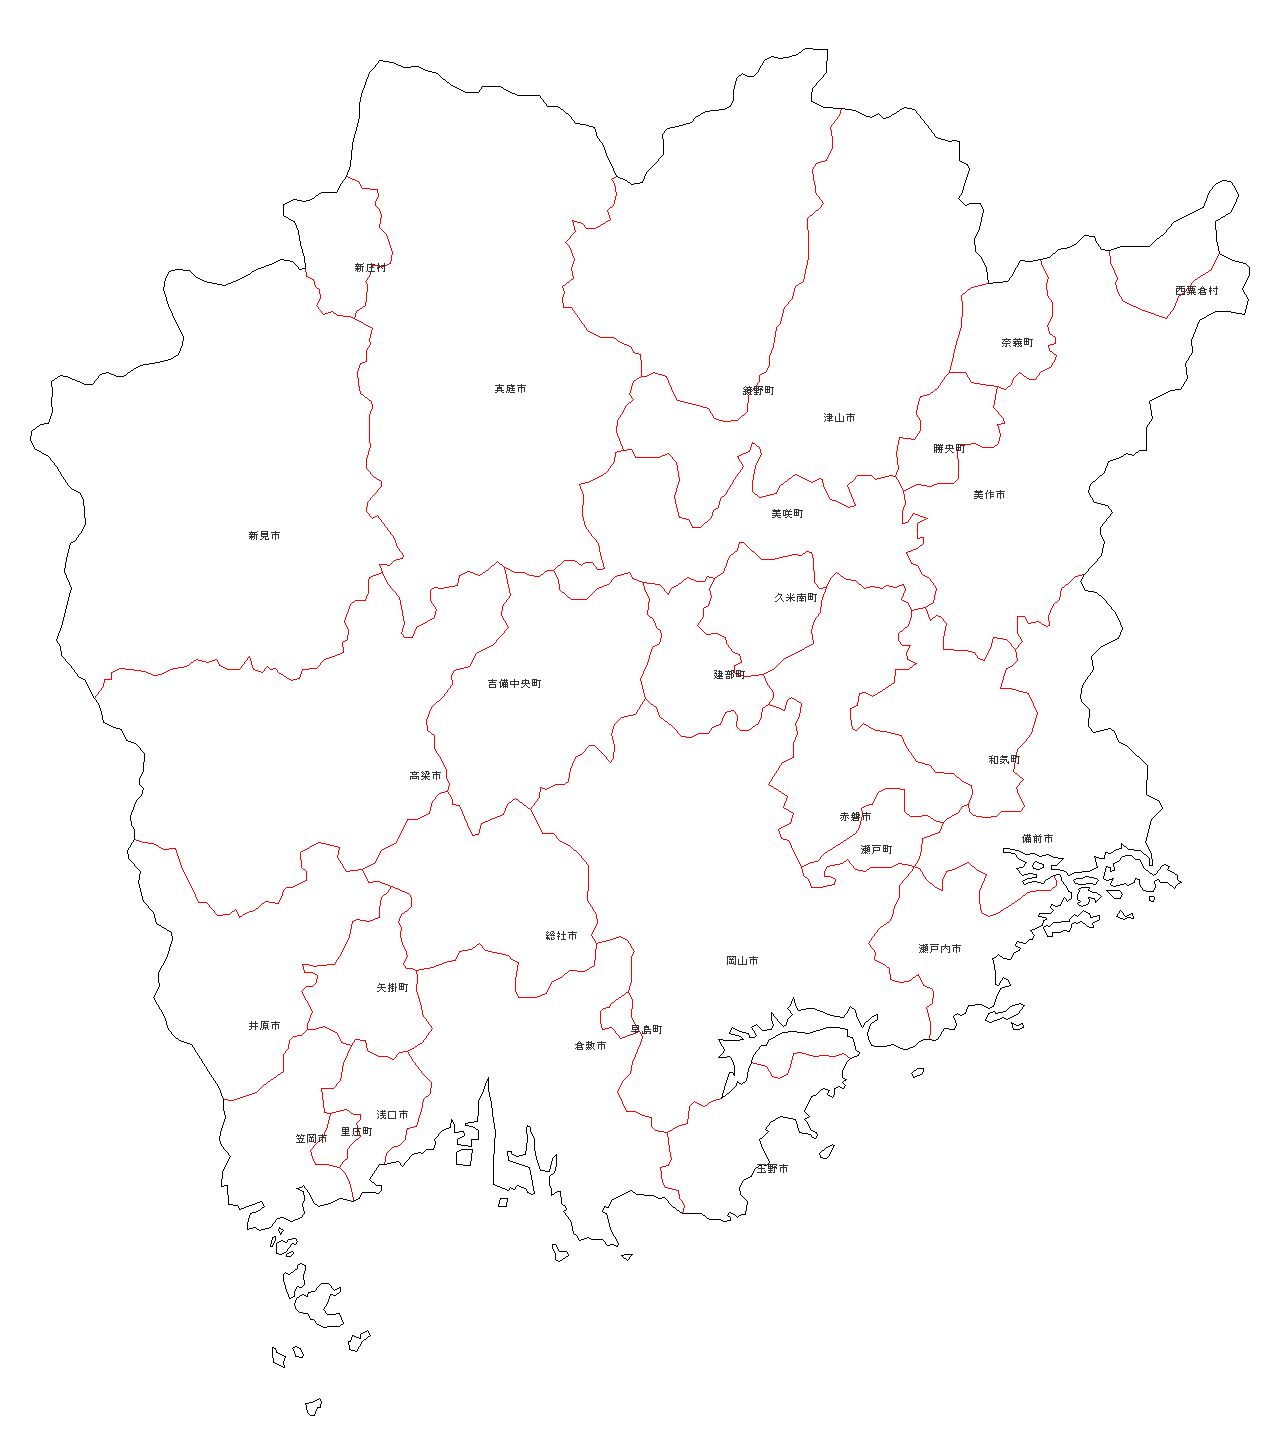 新庄村
西粟倉村
奈義町
真庭市
鏡野町
津山市
勝央町
美作市
美咲町
新見市
久米南町
建部町
吉備中央町
和気町
高梁市
赤磐市
備前市
瀬戸町
総社市
瀬戸内市
岡山市
矢掛町
井原市
早島町
倉敷市
浅口市
里庄町
笠岡市
玉野市